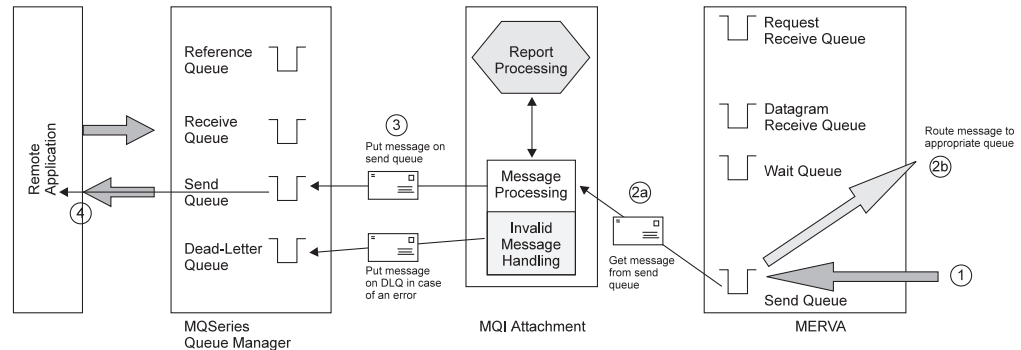 Remote
Application
4
Reference
Queue
Receive
Queue
Send
Queue
Dead-Letter
Queue
MQSeries
Queue Manager
3
Put message on
send queue
Put message
on DLQ in case
of an error
Report
Processing
Message
Processing
Invalid
Message
Handling
MQI Attachment
2a
Get message
from send
queue
Request
Receive Queue
Datagram
Receive Queue
Wait Queue
Send Queue
MERVA
Route message to
appropriate queue
2b
1